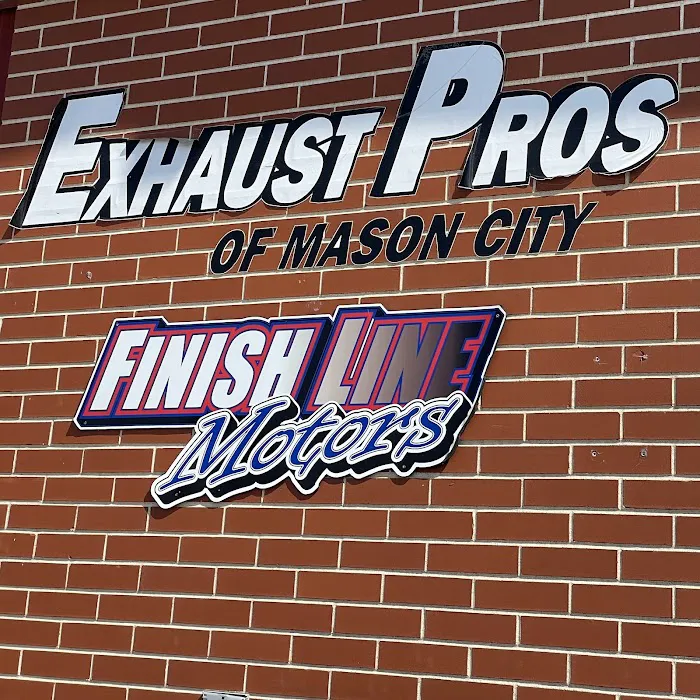 EXHAUST PROS
OF MASON CITY
FINISH LINE
Motors